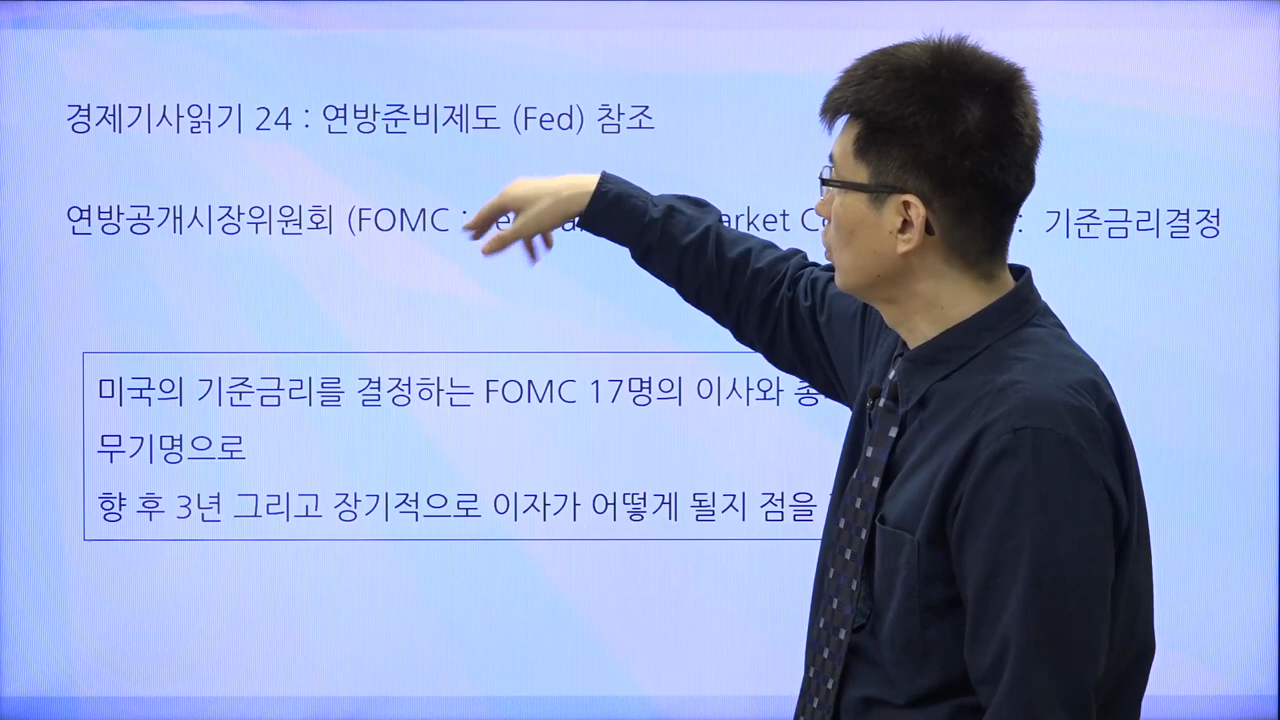 경제기사읽기 24 : 연방준비제도 (Fed) 참조
연방공개시장위원회 (FOMC : : 기준금리결정
미국의 기준금리를 결정하는 FOMC 17명의 이사와
무기명으로
향 후 3년 그리고 장기적으로 이자가 어떻게 될지 점을